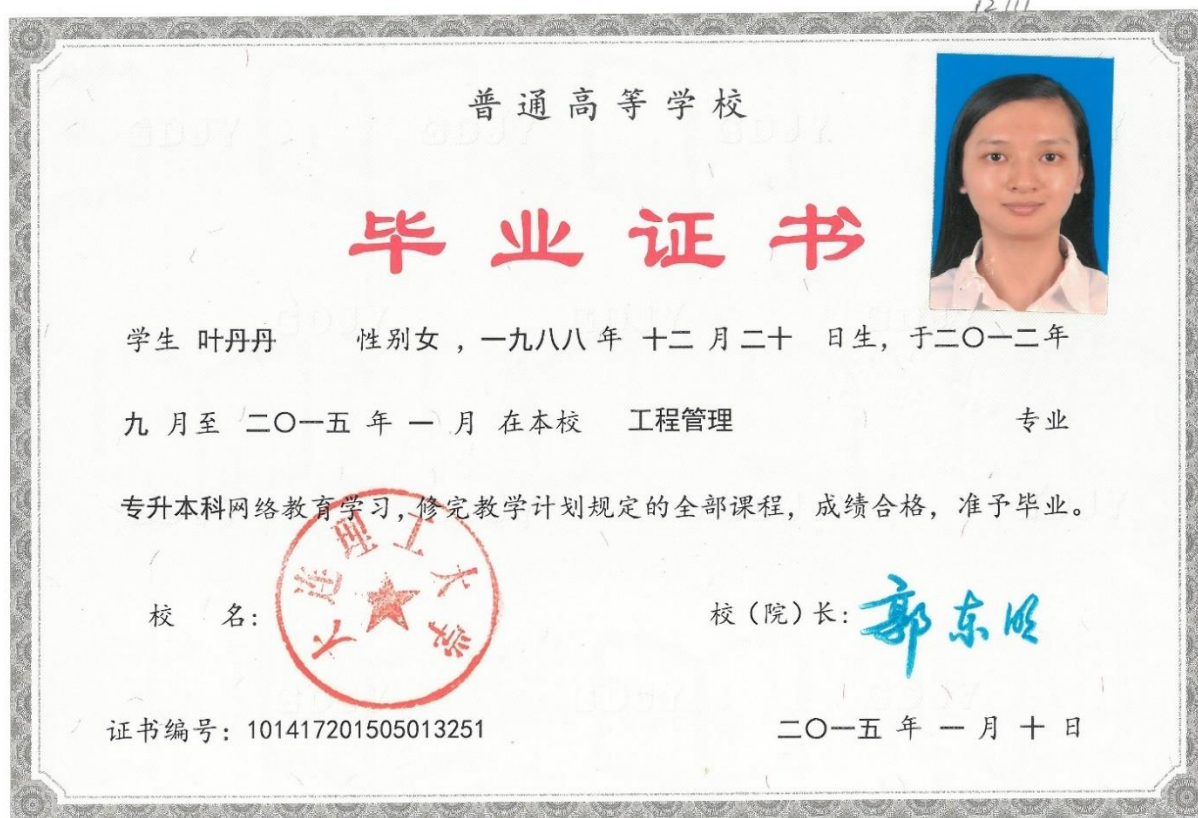 普通高等学校
毕业证书
学生 叶丹丹 性别女，一九八八年 十二月二十 日生，于二〇一二年
九 月至 二〇一五 年 一 月 在本校 工程管理 专业
专升本科网络教育学习，修完教学计划规定的全部课程，成绩合格，准予毕业。
大连理工大学
校 名：
校（院）长：郭东明
证书编号：101417201505013251
二〇一五 年 一 月 十 日